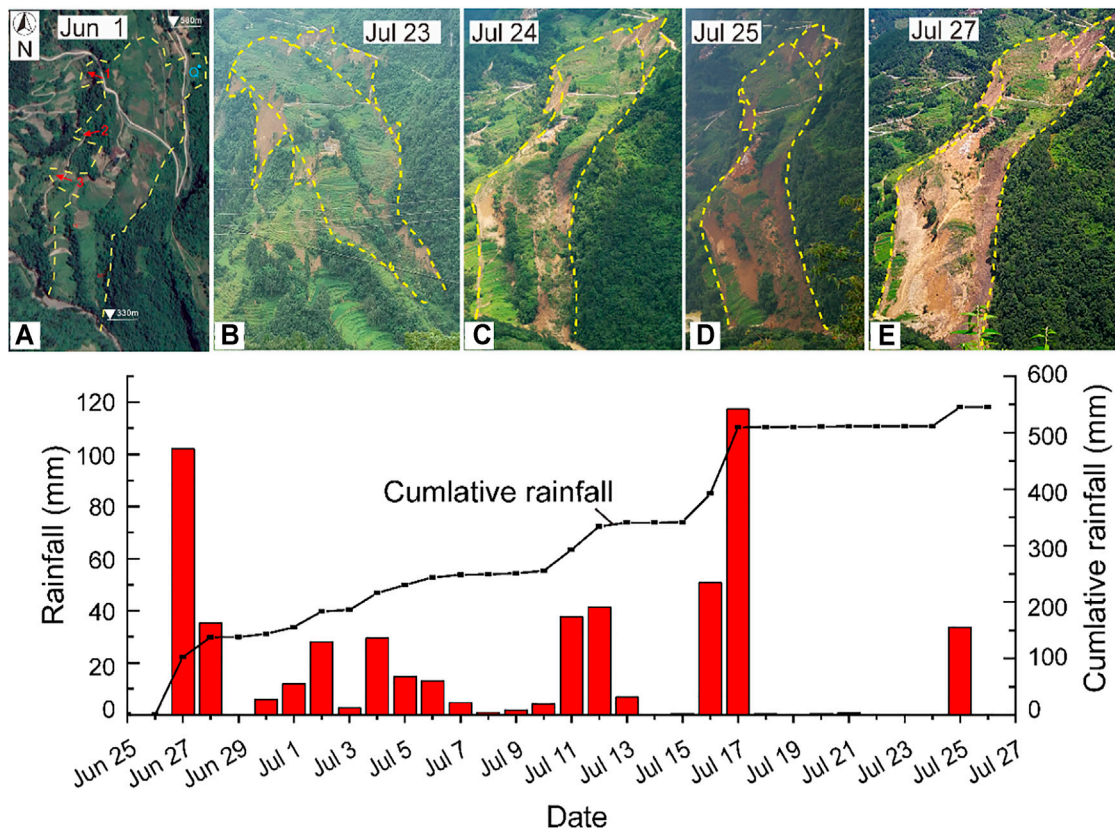 N
Jun 1
560m
1
2
3
330m
A
Jul 23
B
Jul 24
C
Jul 25
D
Jul 27
E
Rainfall (mm)
120
100
80
60
40
20
0
Cumlative rainfall
600
500
400
300
200
100
0
Cumlative rainfall (mm)
Jun 25
Jun 27
Jun 29
Jul 1
Jul 3
Jul 5
Jul 7
Jul 9
Jul 11
Jul 13
Jul 15
Jul 17
Jul 19
Jul 21
Jul 23
Jul 25
Jul 27
Date